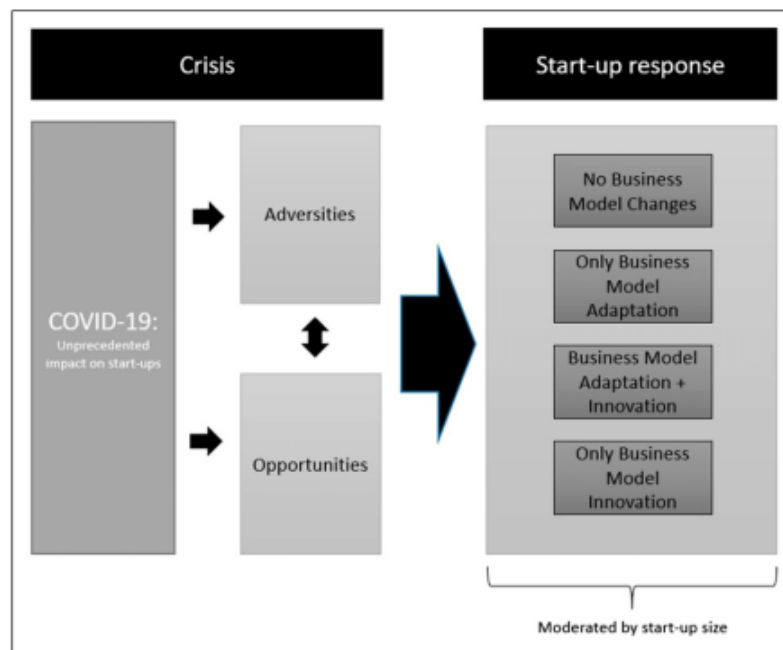 Crisis
Start-up response
COVID-19:
Unprecedented
impact on start-ups
Adversities
Opportunities
No Business
Model Changes
Only Business
Model
Adaptation
Business Model
Adaptation +
Innovation
Only Business
Model
Innovation
Moderated by start-up size